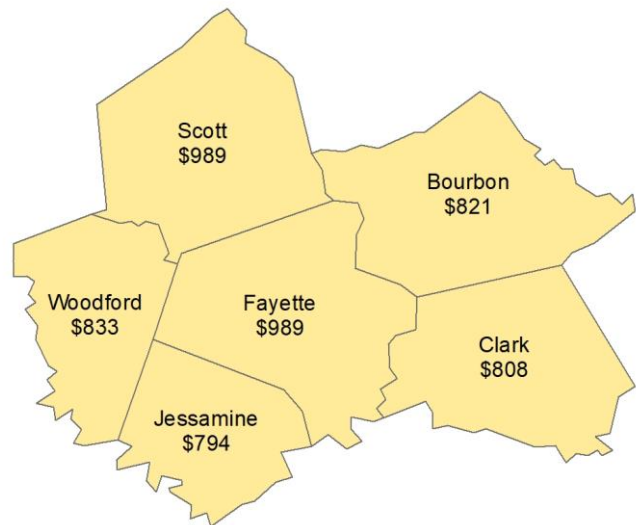 Scott
$989
Bourbon
$821
Woodford
$833
Fayette
$989
Clark
$808
Jessamine
$794